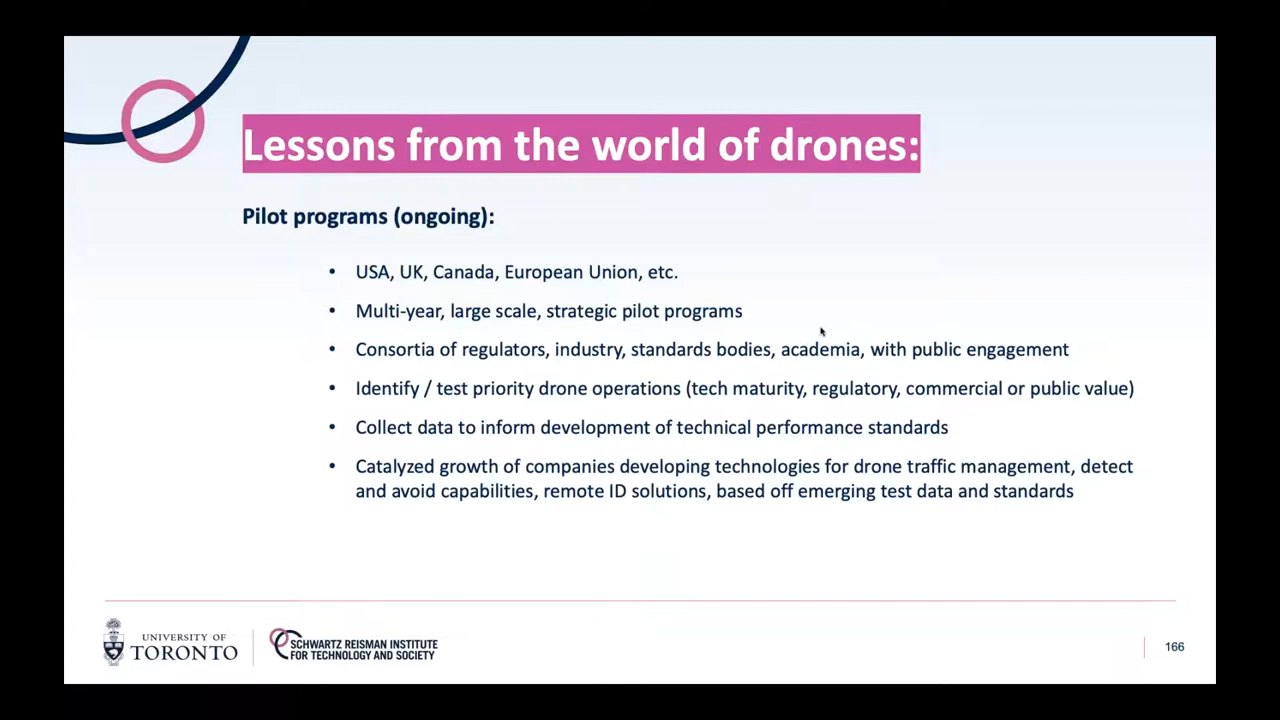 Lessons from the world of drones:
Pilot programs (ongoing):
• USA, UK, Canada, European Union, etc.
• Multi-year, large scale, strategic pilot programs
• Consortia of regulators, industry, standards bodies, academia, with public engagement
• Identify / test priority drone operations (tech maturity, regulatory, commercial or public value)
• Collect data to inform development of technical performance standards
• Catalyzed growth of companies developing technologies for drone traffic management, detect
and avoid capabilities, remote ID solutions, based off emerging test data and standards
UNIVERSITY OF
TORONTO
SCHWARTZ REISMAN INSTITUTE
FOR TECHNOLOGY AND SOCIETY
166